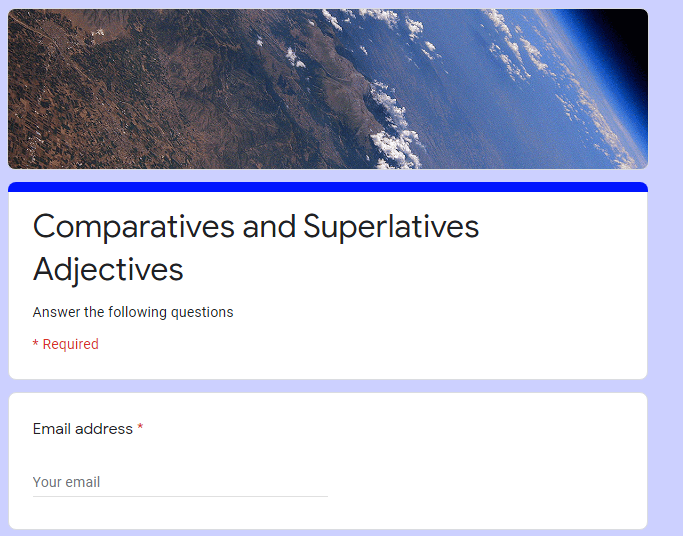 Comparatives and Superlatives
Adjectives
Answer the following questions
* Required
Email address *
Your email